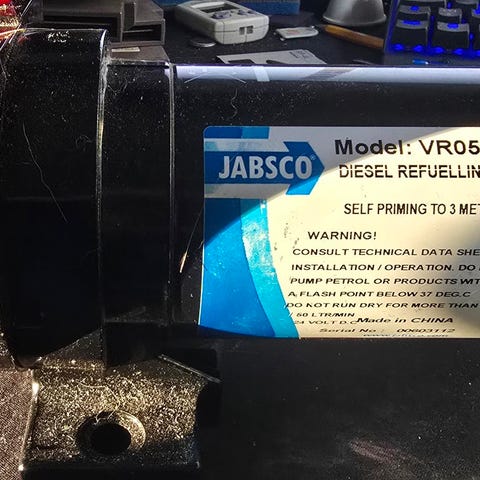 JABSCO®
Model: VR05
DIESEL REFUELLIN
SELF PRIMING TO 3 MET
WARNING!
CONSULT TECHNICAL DATA SHE
INSTALLATION / OPERATION. DO
PUMP PETROL OR PRODUCTS WIT
A FLASH POINT BELOW 37 DEG.C
DO NOT RUN DRY FOR MORE THAN
/ 50 LTR/MIN
24 VOLT D.C Made in CHINA
Serial No : 00603112